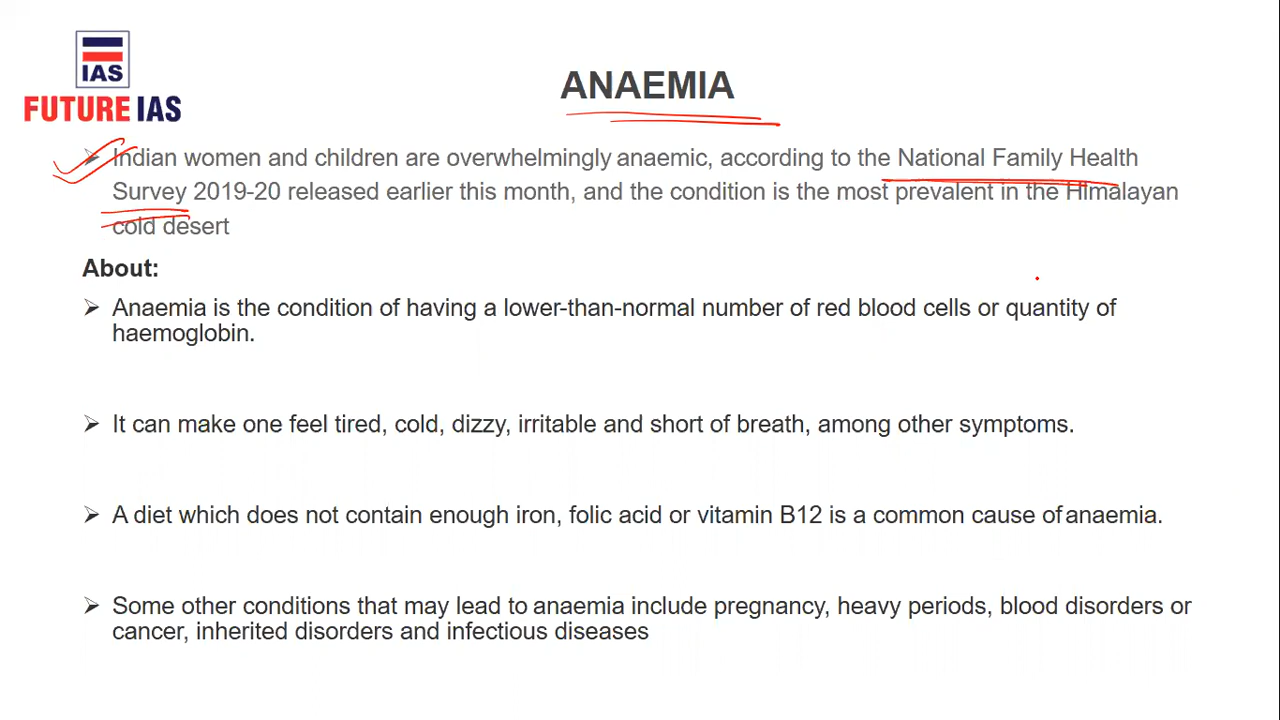 IAS
FUTURE IAS
ANAEMIA
➢ Indian women and children are overwhelmingly anaemic, according to the National Family Health
Survey 2019-20 released earlier this month, and the condition is the most prevalent in the Himalayan
cold desert
About:
➢ Anaemia is the condition of having a lower-than-normal number of red blood cells or quantity of
haemoglobin.
➢ It can make one feel tired, cold, dizzy, irritable and short of breath, among other symptoms.
➢ A diet which does not contain enough iron, folic acid or vitamin B12 is a common cause of anaemia.
➢ Some other conditions that may lead to anaemia include pregnancy, heavy periods, blood disorders or
cancer, inherited disorders and infectious diseases